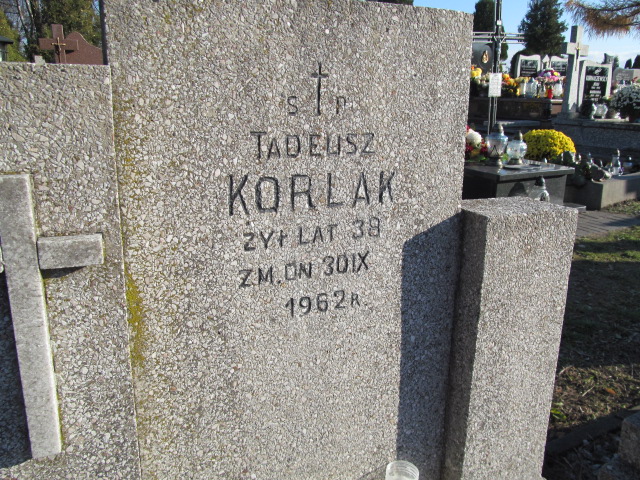 Ś P
TADEUSZ
KORLAK
ŻYŁ LAT 38
ZM. DN 30 IX
1962 R.